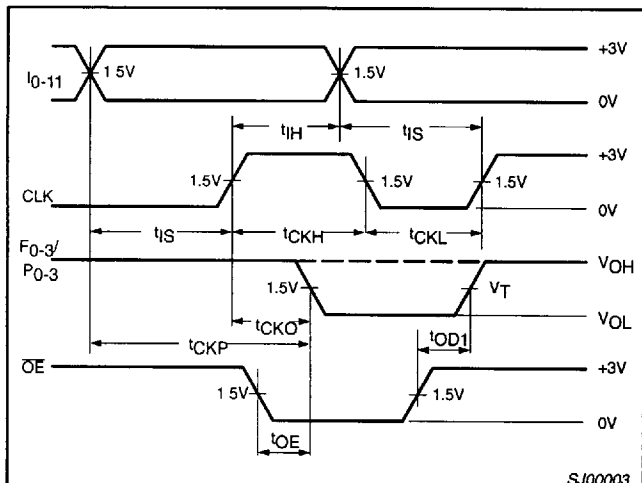 +3V
1 5V
1.5V
I0-11
0V
tIH
tIS
+3V
1.5V
1.5V
1.5V
CLK
0V
tIS
tCKH
tCKL
F0-3/
P0-3
VOH
1.5V
VT
VOL
tCKO
tOD1
tCKP
OE
+3V
1 5V
1.5V
0V
tOE
SJ00003